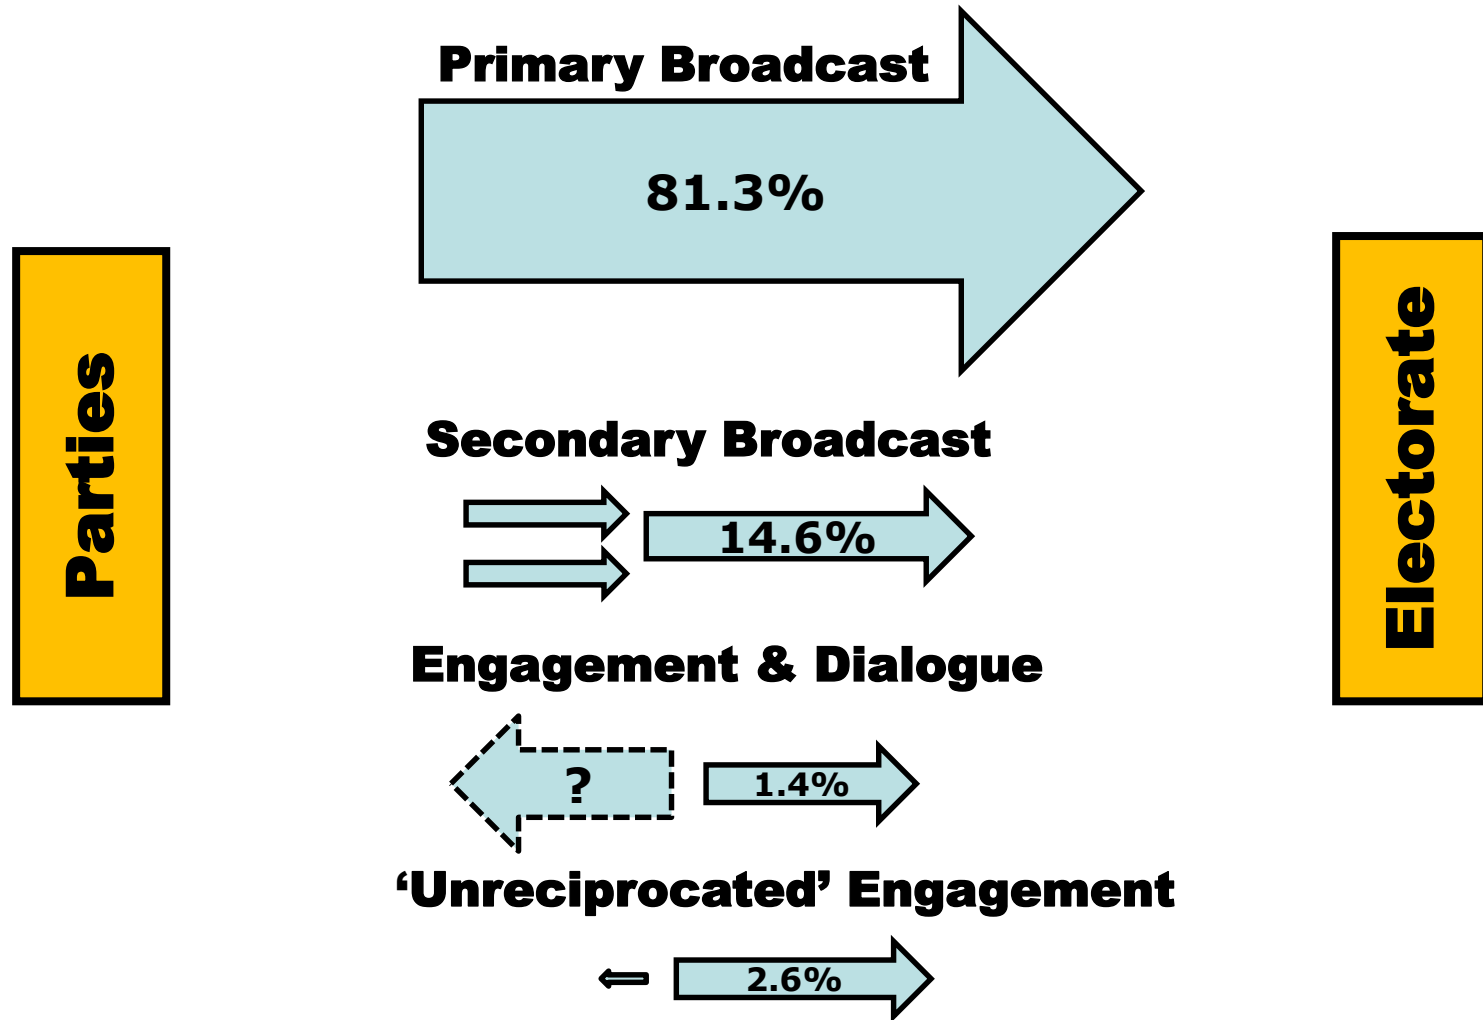 Primary Broadcast
81.3%
Parties
Electorate
Secondary Broadcast
14.6%
Engagement & Dialogue
?
1.4%
‘Unreciprocated’ Engagement
2.6%